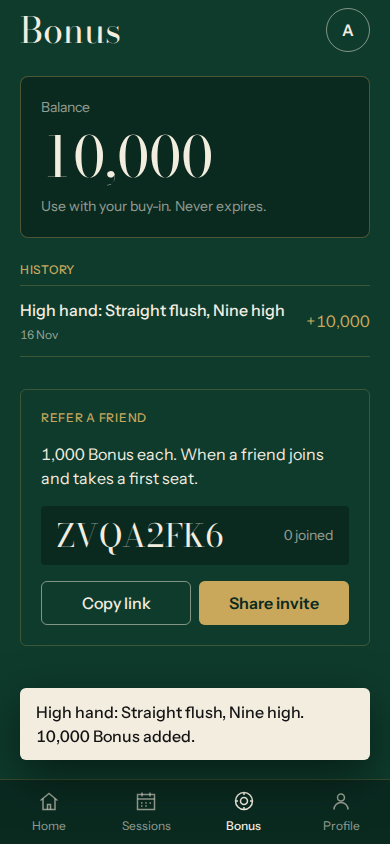 Bonus
A
Balance
10,000
Use with your buy-in. Never expires.
HISTORY
High hand: Straight flush, Nine high
+10,000
16 Nov
REFER A FRIEND
1,000 Bonus each. When a friend joins
and takes a first seat.
ZVQA2FK6
0 joined
Copy link
Share invite
High hand: Straight flush, Nine high.
10,000 Bonus added.
Home
Sessions
Bonus
Profile